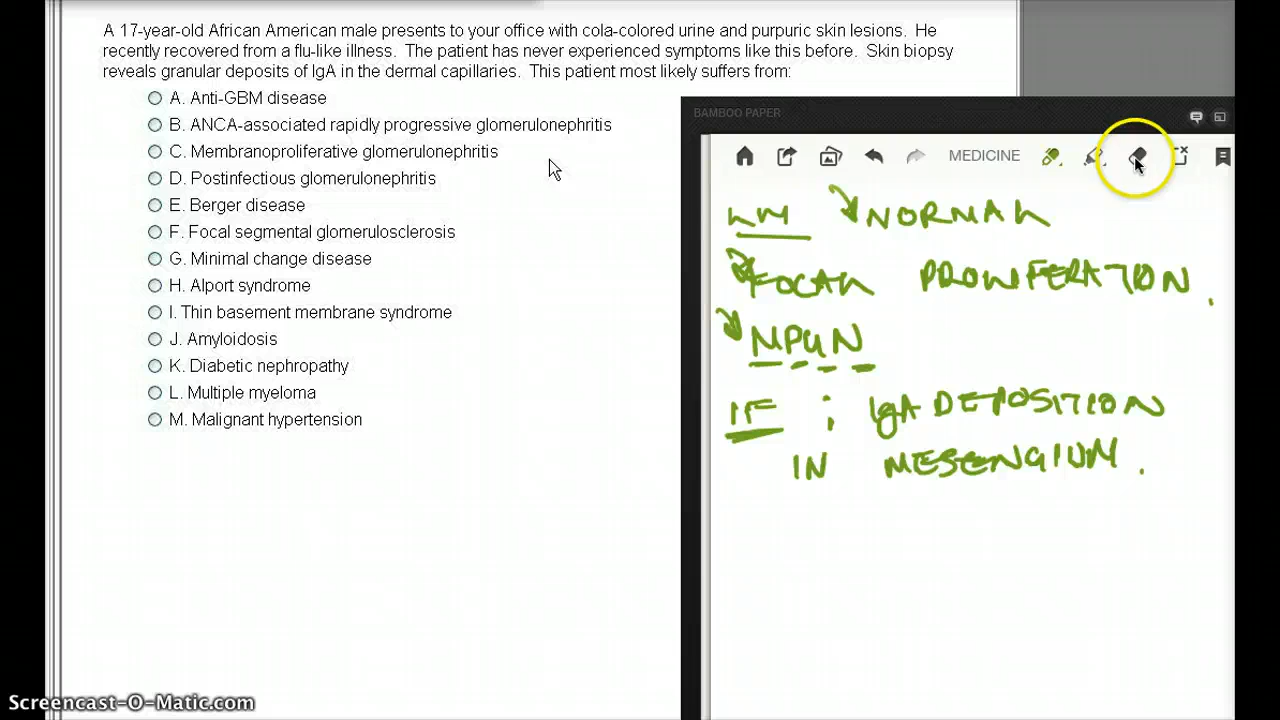 A 17-year-old African American male presents to your office with cola-colored urine and purpuric skin lesions. He
recently recovered from a flu-like illness. The patient has never experienced symptoms like this before. Skin biopsy
reveals granular deposits of IgA in the dermal capillaries. This patient most likely suffers from:
A. Anti-GBM disease
B. ANCA-associated rapidly progressive glomerulonephritis
C. Membranoproliferative glomerulonephritis
D. Postinfectious glomerulonephritis
E. Berger disease
F. Focal segmental glomerulosclerosis
G. Minimal change disease
H. Alport syndrome
I. Thin basement membrane syndrome
J. Amyloidosis
K. Diabetic nephropathy
L. Multiple myeloma
M. Malignant hypertension
BAMBOO PAPER
MEDICINE
LM NORMAL
FOCAL PROLIFERATION.
MPGN
IF : IgA DEPOSITION
IN MESENGIUM.
Screencast-O-Matic.com